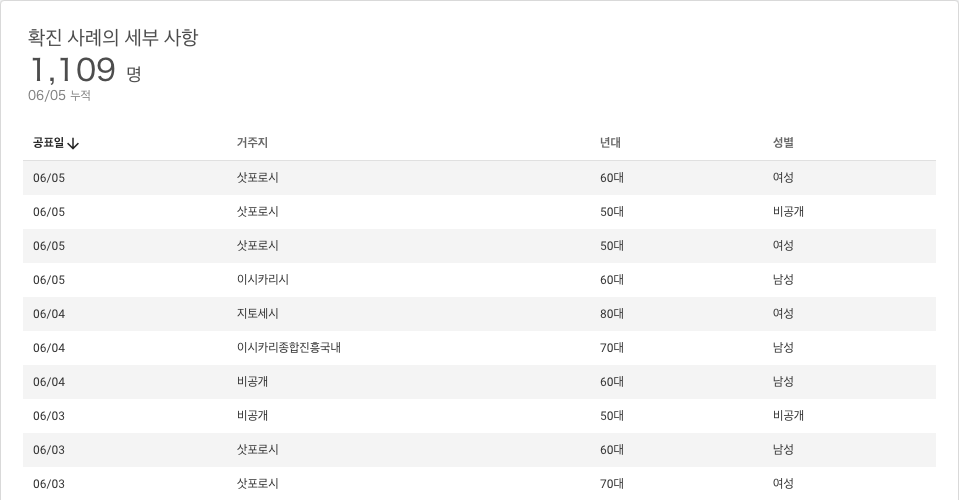 확진 사례의 세부 사항
1,109 명
06/05 누적
공표일↓ 거주지 년대 성별
06/05 삿포로시 60대 여성
06/05 삿포로시 50대 비공개
06/05 삿포로시 50대 여성
06/05 이시카리시 60대 남성
06/04 지토세시 80대 여성
06/04 이시카리종합진흥국내 70대 남성
06/04 비공개 60대 남성
06/03 비공개 50대 비공개
06/03 삿포로시 60대 남성
06/03 삿포로시 70대 여성